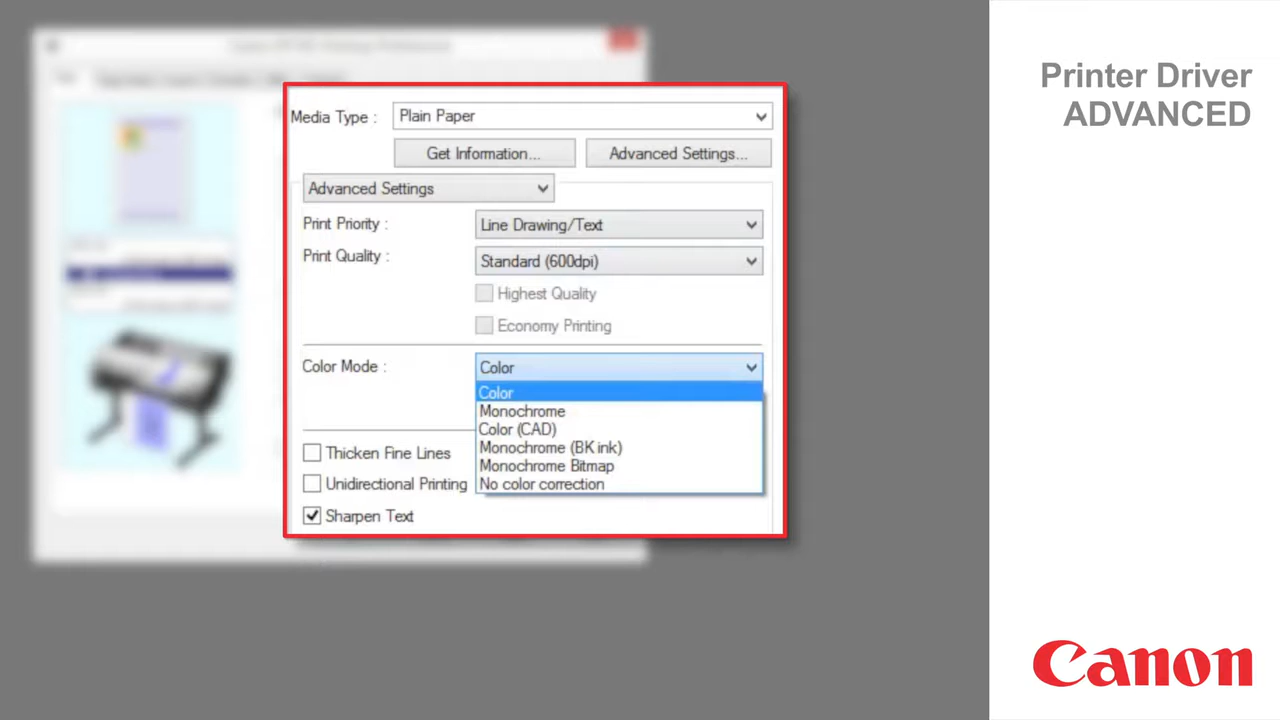 Printer Driver
ADVANCED
Media Type :
Plain Paper
Get Information...
Advanced Settings...
Advanced Settings
Print Priority :
Line Drawing/Text
Print Quality :
Standard (600dpi)
Highest Quality
Economy Printing
Color Mode :
Color
Color
Monochrome
Color (CAD)
Monochrome (BK ink)
Monochrome Bitmap
No color correction
Thicken Fine Lines
Unidirectional Printing
Sharpen Text
Canon